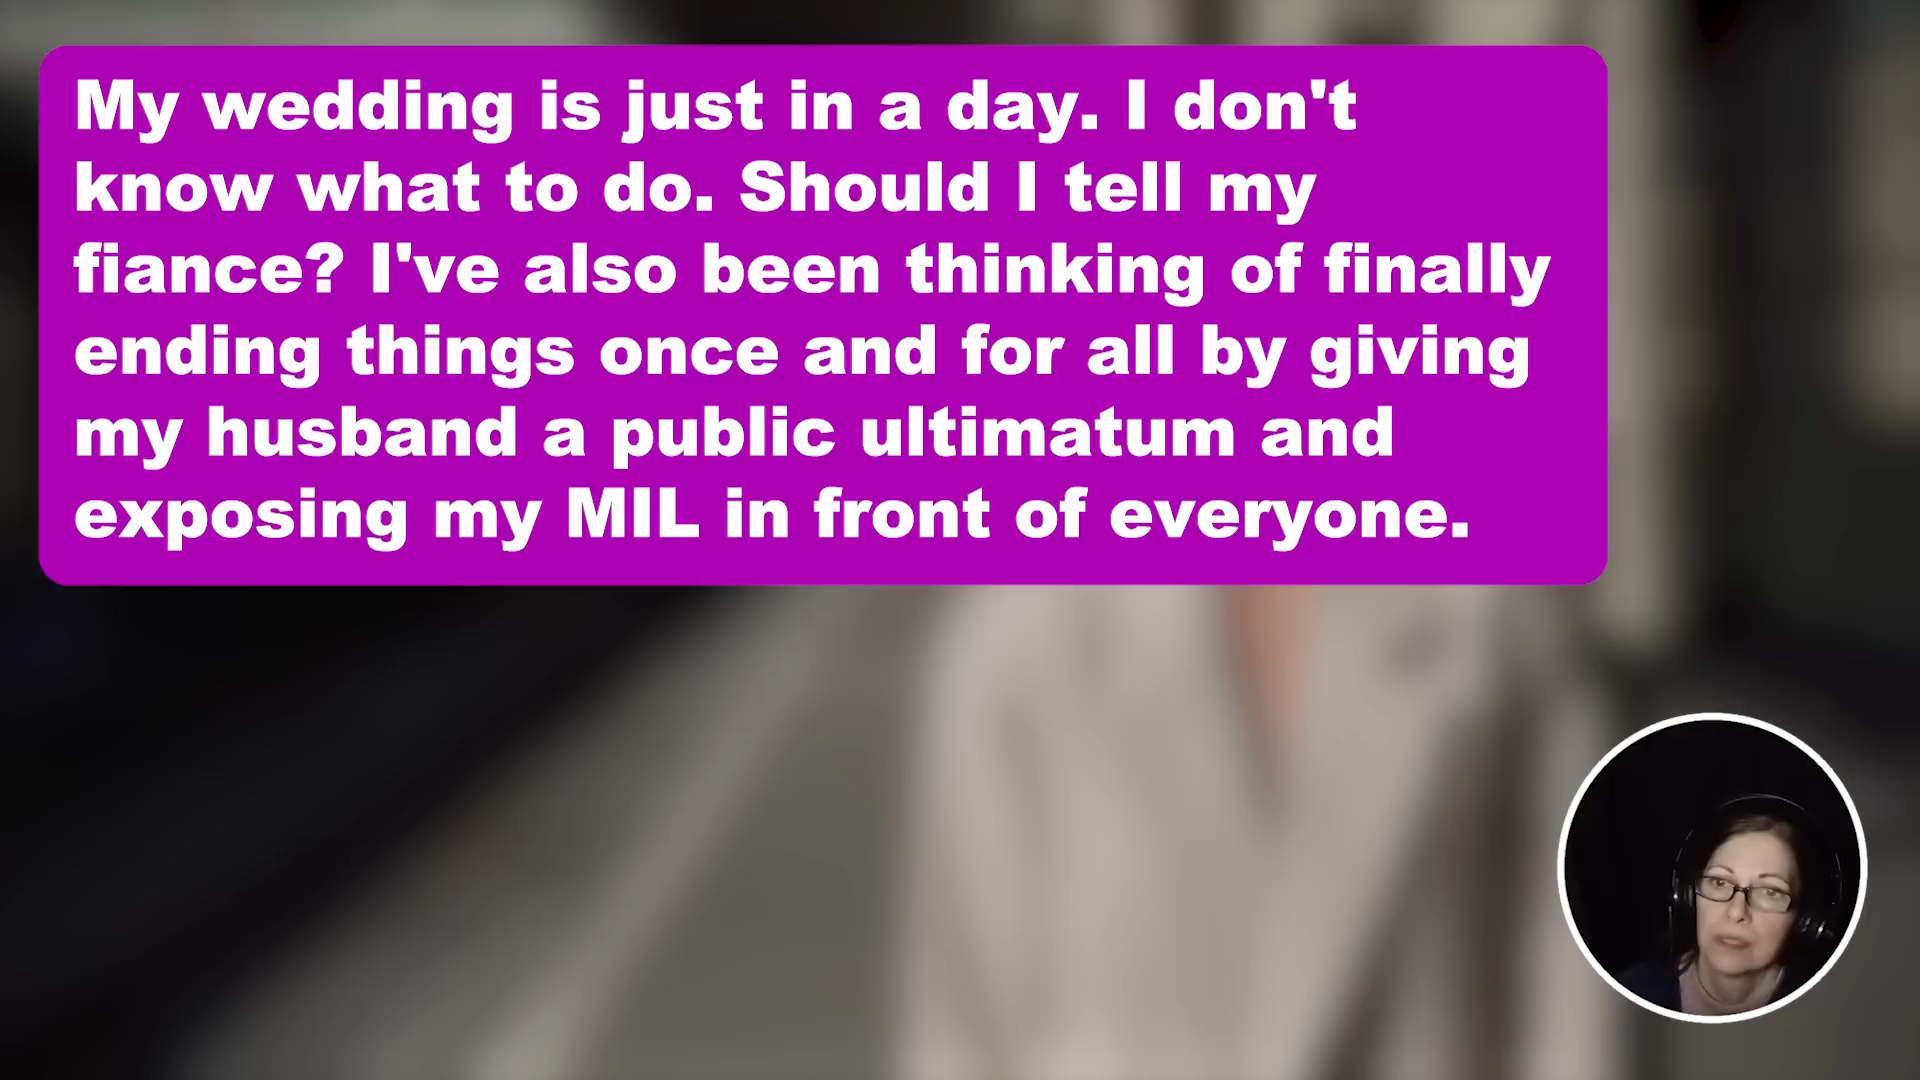 My wedding is just in a day. I don't
know what to do. Should I tell my
fiance? I've also been thinking of finally
ending things once and for all by giving
my husband a public ultimatum and
exposing my MIL in front of everyone.